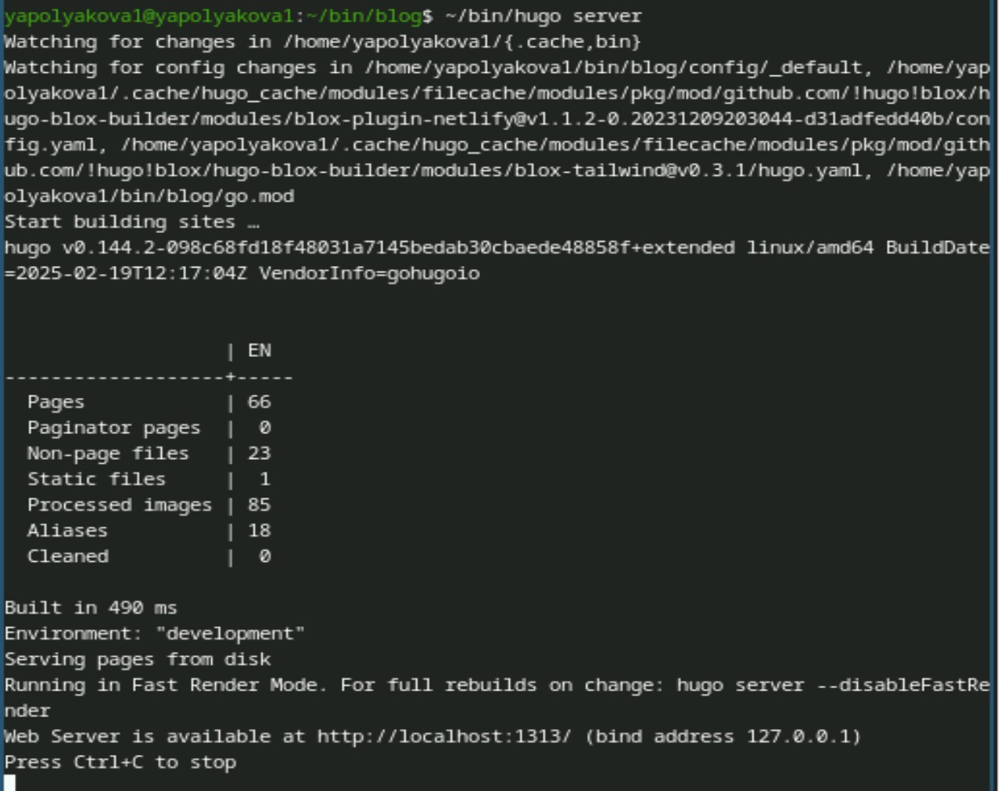 yapolyakova1@yapolyakova1:~/bin/blog$ ~/bin/hugo server
Watching for changes in /home/yapolyakova1/{.cache,bin}
Watching for config changes in /home/yapolyakova1/bin/blog/config/_default, /home/yap
olyakova1/.cache/hugo_cache/modules/filecache/modules/pkg/mod/github.com/!hugo!blox/h
ugo-blox-builder/modules/blox-plugin-netlify@v1.1.2-0.20231209203044-d31adfedd40b/con
fig.yaml, /home/yapolyakova1/.cache/hugo_cache/modules/filecache/modules/pkg/mod/gith
ub.com/!hugo!blox/hugo-blox-builder/modules/blox-tailwind@v0.3.1/hugo.yaml, /home/yap
olyakova1/bin/blog/go.mod
Start building sites …
hugo v0.144.2-098c68fd18f48031a7145bedab30cbaede48858f+extended linux/amd64 BuildDate
=2025-02-19T12:17:04Z VendorInfo=gohugoio
                   | EN
-------------------+-----
  Pages            | 66
  Paginator pages  |  0
  Non-page files   | 23
  Static files     |  1
  Processed images | 85
  Aliases          | 18
  Cleaned          |  0
Built in 490 ms
Environment: "development"
Serving pages from disk
Running in Fast Render Mode. For full rebuilds on change: hugo server --disableFastRe
nder
Web Server is available at http://localhost:1313/ (bind address 127.0.0.1)
Press Ctrl+C to stop